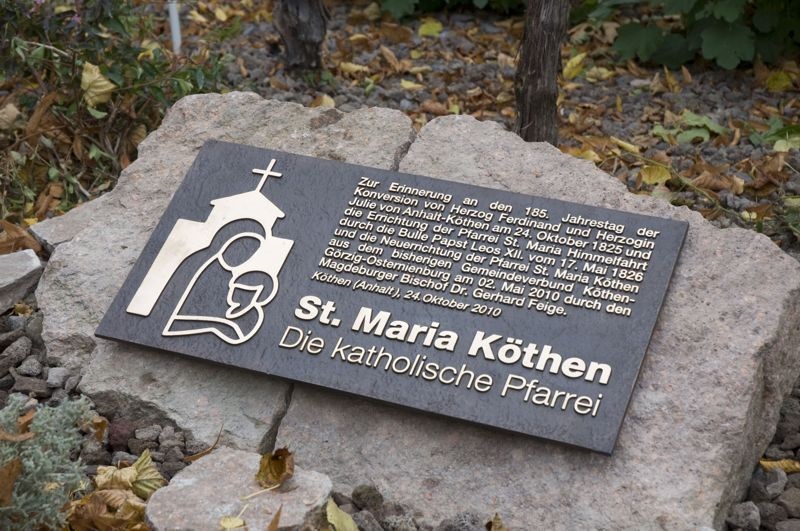 Zur Erinnerung an den 185. Jahrestag der
Konversion von Herzog Ferdinand und Herzogin
Julie von Anhalt-Köthen am 24. Oktober 1825 und
die Errichtung der Pfarrei St. Maria Himmelfahrt
durch die Bulle Papst Leos XII. vom 17. Mai 1826
und die Neuerrichtung der Pfarrei St. Maria Köthen
aus dem bisherigen Gemeindeverbund Köthen-
Görzig-Osternienburg am 02. Mai 2010 durch den
Magdeburger Bischof Dr. Gerhard Feige.
Köthen (Anhalt), 24.Oktober 2010
St. Maria Köthen
Die katholische Pfarrei